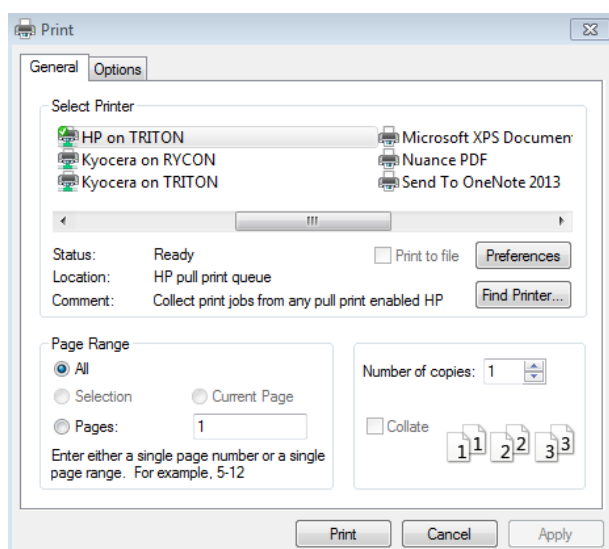 Print
General Options
Select Printer
HP on TRITON Microsoft XPS Documen
Kyocera on RYCON Nuance PDF
Kyocera on TRITON Send To OneNote 2013
Status: Ready Print to file Preferences
Location: HP pull print queue
Comment: Collect print jobs from any pull print enabled HP Find Printer...
Page Range
All Number of copies: 1
Selection Current Page
Pages: 1 Collate
Enter either a single page number or a single
page range. For example, 5-12
1 1 2 2 3 3
Print Cancel Apply